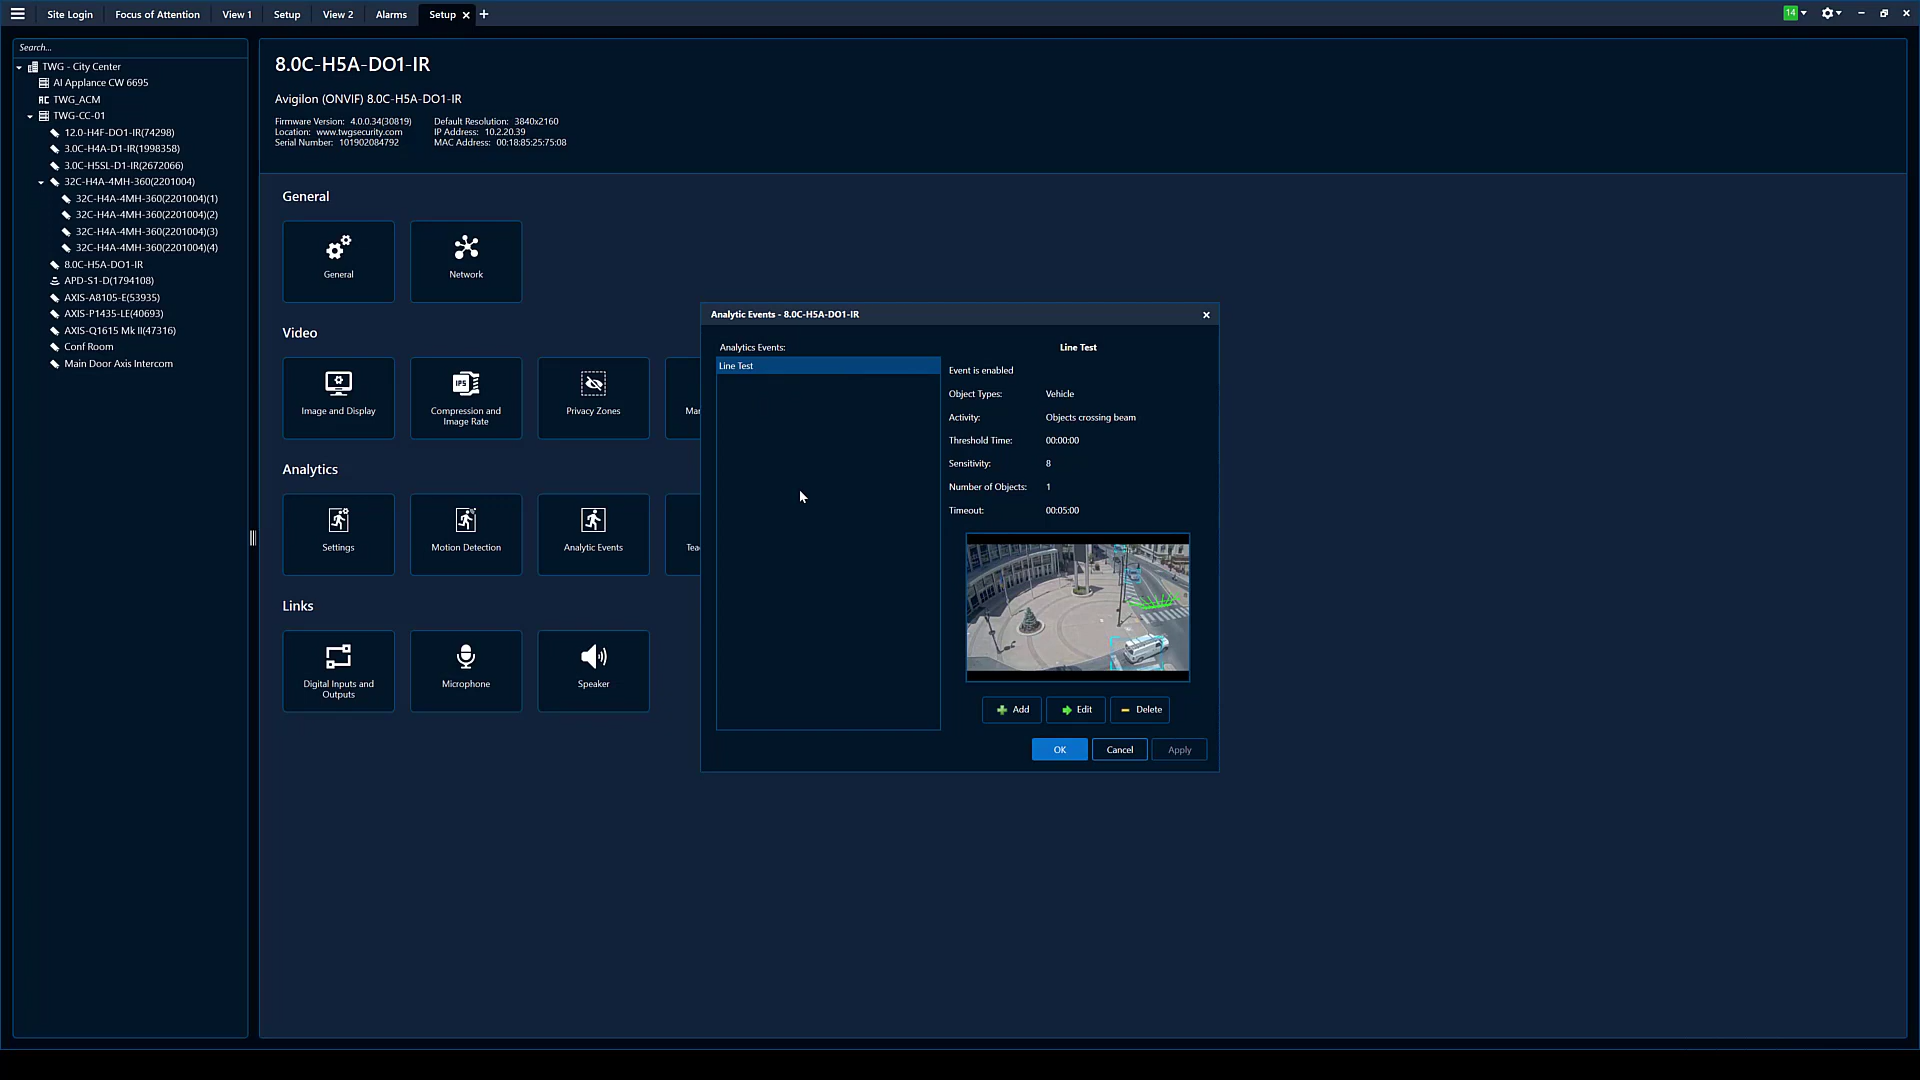 Site Login
Focus of Attention
View 1
Setup
View 2
Alarms
Setup
14
Search...
TWG - City Center
AI Applance CW 6695
TWG_ACM
TWG-CC-01
12.0-H4F-DO1-IR(74298)
3.0C-H4A-D1-IR(1998358)
3.0C-H5SL-D1-IR(2672066)
32C-H4A-4MH-360(2201004)
32C-H4A-4MH-360(2201004)(1)
32C-H4A-4MH-360(2201004)(2)
32C-H4A-4MH-360(2201004)(3)
32C-H4A-4MH-360(2201004)(4)
8.0C-H5A-DO1-IR
APD-S1-D(1794108)
AXIS-A8105-E(53935)
AXIS-P1435-LE(40693)
AXIS-Q1615 Mk II(47316)
Conf Room
Main Door Axis Intercom
8.0C-H5A-DO1-IR
Avigilon (ONVIF) 8.0C-H5A-DO1-IR
Firmware Version: 4.0.0.34(30819)
Default Resolution: 3840x2160
Location: www.twgsecurity.com
IP Address: 10.2.20.39
Serial Number: 101902084792
MAC Address: 00:18:85:25:75:08
General
General
Network
Video
Image and Display
Compression and
Image Rate
IPS
Privacy Zones
Man
Analytics
Settings
Motion Detection
Analytic Events
Teac
Links
Digital Inputs and
Outputs
Microphone
Speaker
Analytic Events - 8.0C-H5A-DO1-IR
Analytics Events:
Line Test
Line Test
Event is enabled
Object Types: Vehicle
Activity: Objects crossing beam
Threshold Time: 00:00:00
Sensitivity: 8
Number of Objects: 1
Timeout: 00:05:00
Add
Edit
Delete
OK
Cancel
Apply